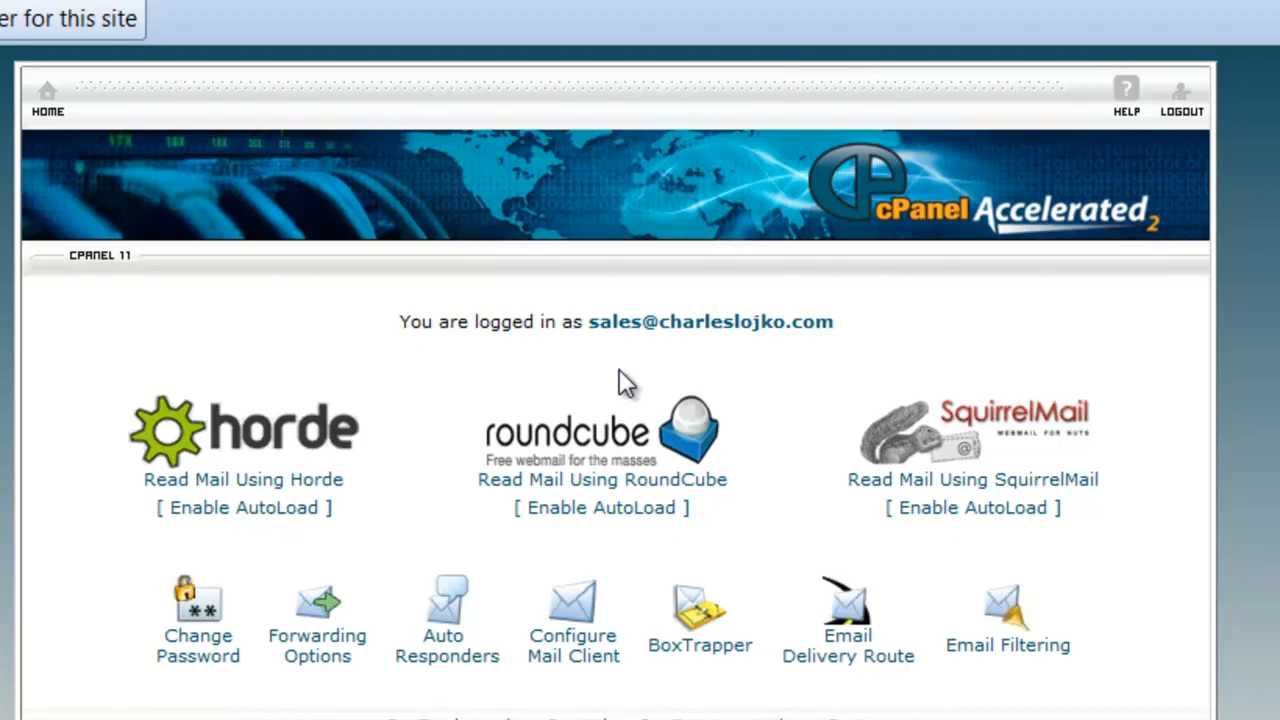 er for this site
HOME
HELP
LOGOUT
cPanel Accelerated2
CPANEL 11
You are logged in as sales@charleslojko.com
horde
roundcube
Free webmail for the masses
SquirrelMail
WEBMAIL FOR NUTS
Read Mail Using Horde
Read Mail Using RoundCube
Read Mail Using SquirrelMail
[ Enable AutoLoad ]
[ Enable AutoLoad ]
[ Enable AutoLoad ]
Change Password
Forwarding Options
Auto Responders
Configure Mail Client
BoxTrapper
Email Delivery Route
Email Filtering